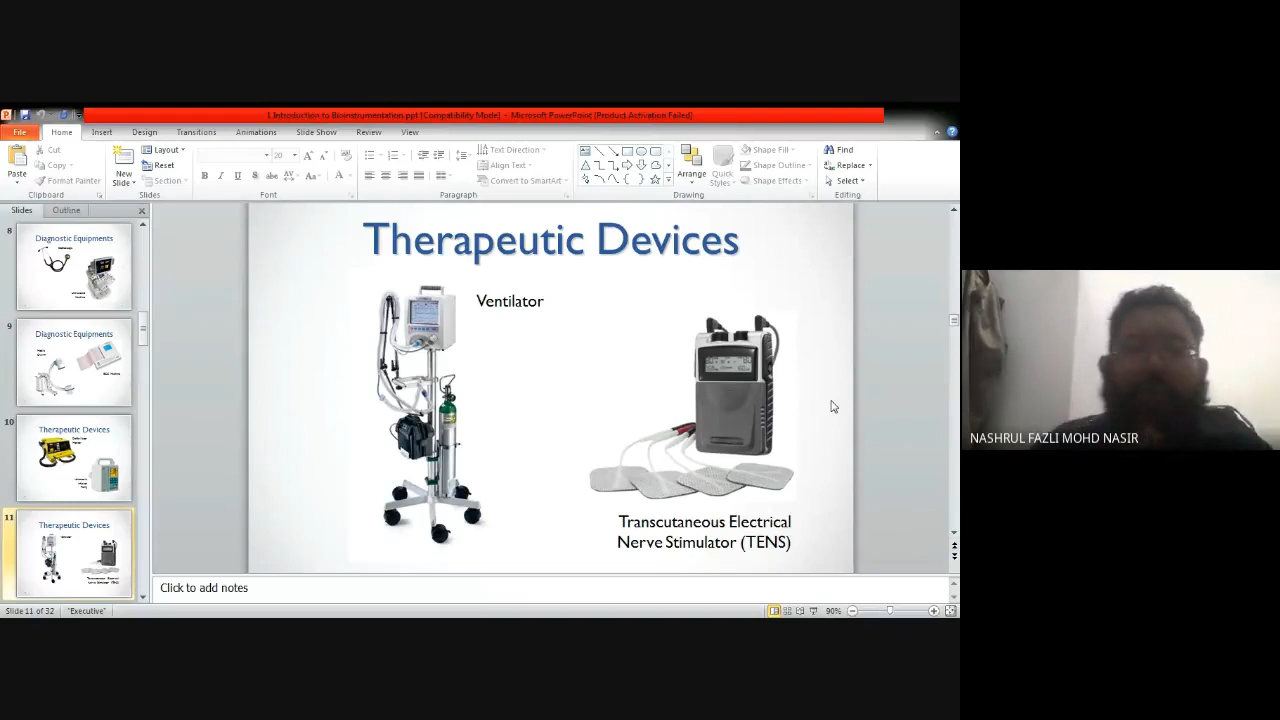 1.Introduction to Bioinstrumentation.ppt [Compatibility Mode] - Microsoft PowerPoint (Product Activation Failed)
File Home Insert Design Transitions Animations Slide Show Review View
Cut
Copy
Format Painter
Paste
Clipboard
New Slide
Layout
Reset
Section
Slides
20
Font
Text Direction
Align Text
Convert to SmartArt
Paragraph
Arrange
Quick Styles
Shape Fill
Shape Outline
Shape Effects
Drawing
Find
Replace
Select
Editing
Slides Outline
8
Diagnostic Equipments
9
Diagnostic Equipments
10
Therapeutic Devices
11
Therapeutic Devices
Therapeutic Devices
Ventilator
Transcutaneous Electrical
Nerve Stimulator (TENS)
Click to add notes
Slide 11 of 32 "Executive" 90%
NASHRUL FAZLI MOHD NASIR